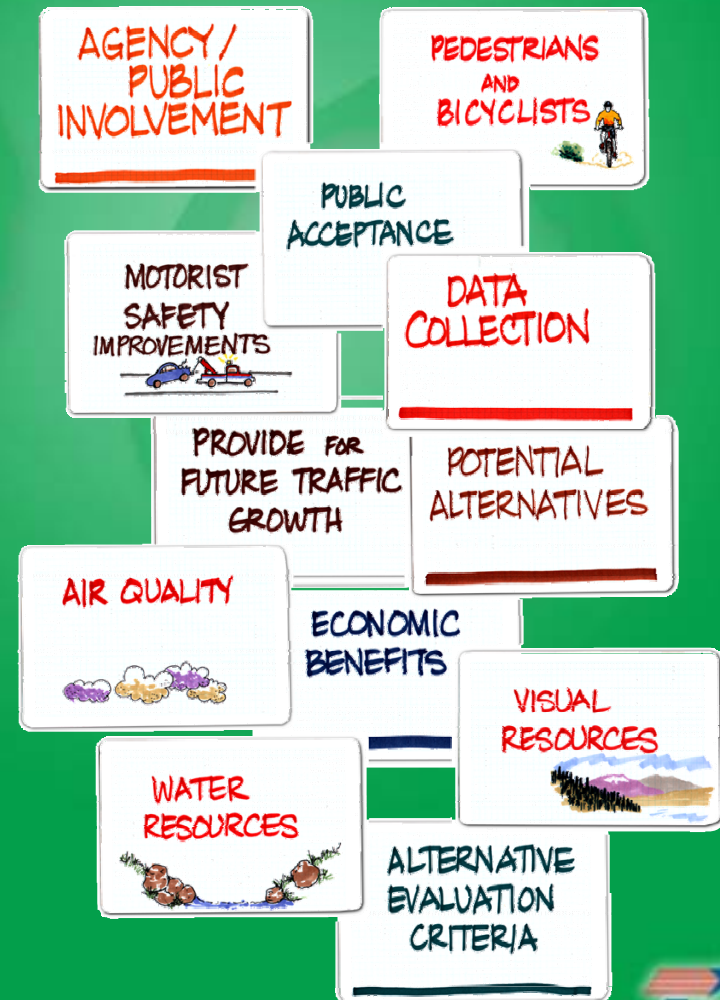 AGENCY/
PUBLIC
INVOLVEMENT
PEDESTRIANS
AND
BICYCLISTS
PUBLIC
ACCEPTANCE
MOTORIST
SAFETY
IMPROVEMENTS
DATA
COLLECTION
PROVIDE FOR
FUTURE TRAFFIC
GROWTH
POTENTIAL
ALTERNATIVES
AIR QUALITY
ECONOMIC
BENEFITS
VISUAL
RESOURCES
WATER
RESOURCES
ALTERNATIVE
EVALUATION
CRITERIA